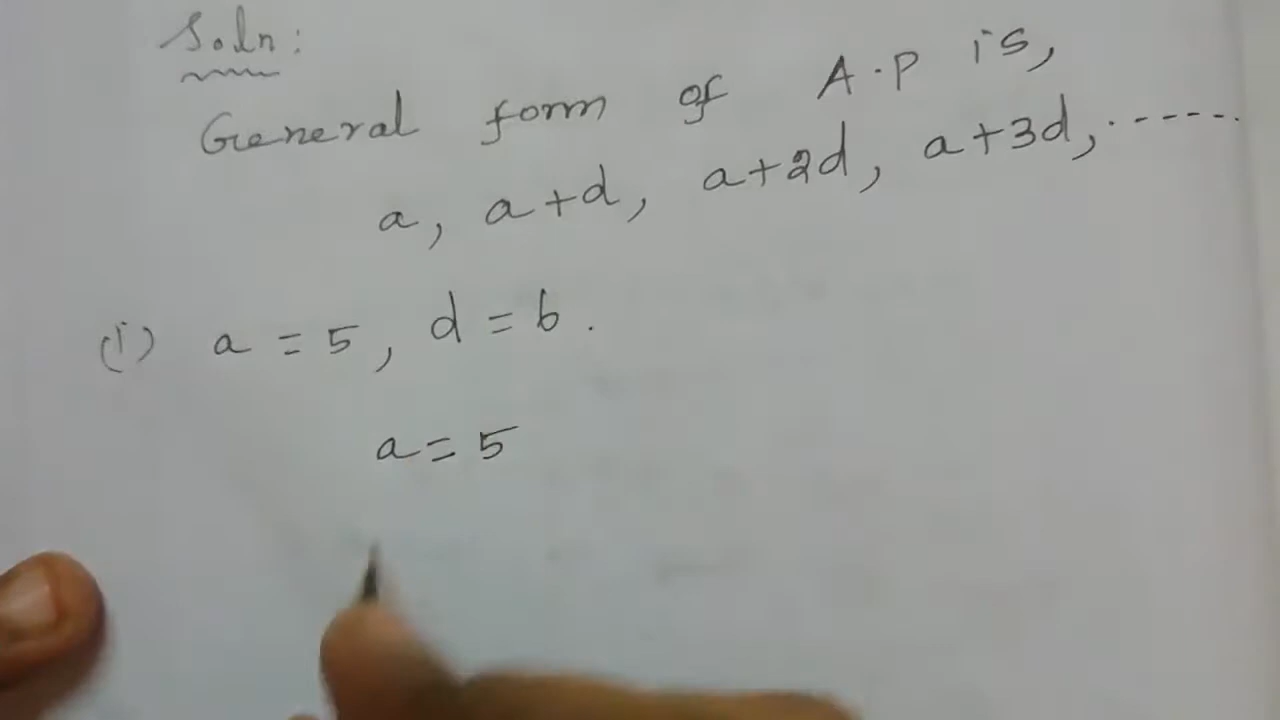 Soln:
General form of A.P is,
a, a+d, a+2d, a+3d, ......
(i) a = 5, d = 6.
a = 5